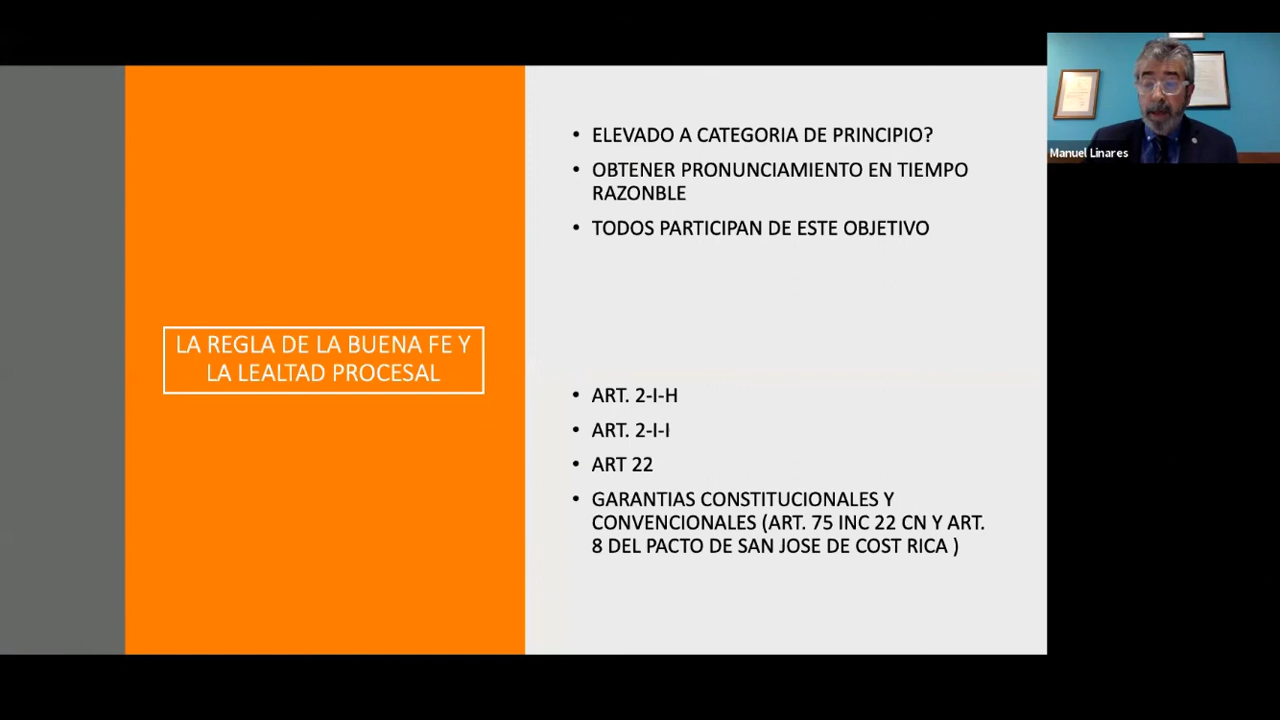 LA REGLA DE LA BUENA FE Y
LA LEALTAD PROCESAL
• ELEVADO A CATEGORIA DE PRINCIPIO?
• OBTENER PRONUNCIAMIENTO EN TIEMPO
RAZONBLE
• TODOS PARTICIPAN DE ESTE OBJETIVO
• ART. 2-I-H
• ART. 2-I-I
• ART 22
• GARANTIAS CONSTITUCIONALES Y
CONVENCIONALES (ART. 75 INC 22 CN Y ART.
8 DEL PACTO DE SAN JOSE DE COST RICA )
Manuel Linares